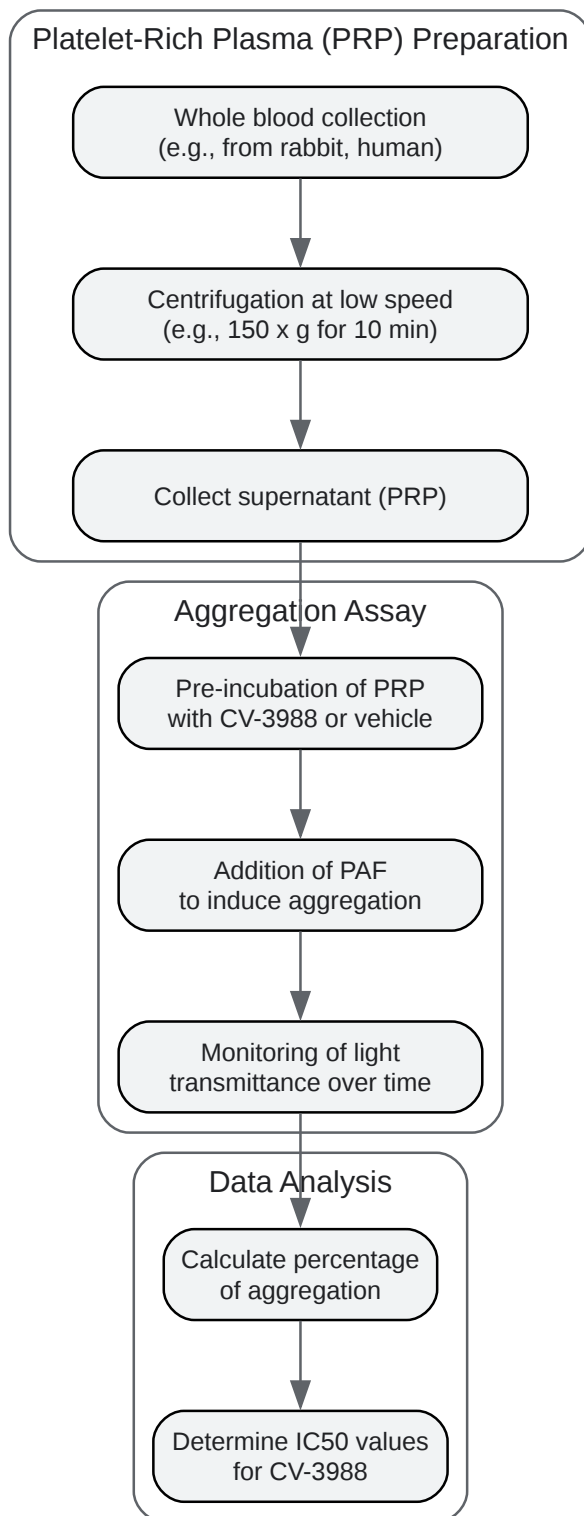 Platelet-Rich Plasma (PRP) Preparation
Whole blood collection
(e.g., from rabbit, human)
Centrifugation at low speed
(e.g., 150 x g for 10 min)
Collect supernatant (PRP)
Aggregation Assay
Pre-incubation of PRP
with CV-3988 or vehicle
Addition of PAF
to induce aggregation
Monitoring of light
transmittance over time
Data Analysis
Calculate percentage
of aggregation
Determine IC50 values
for CV-3988